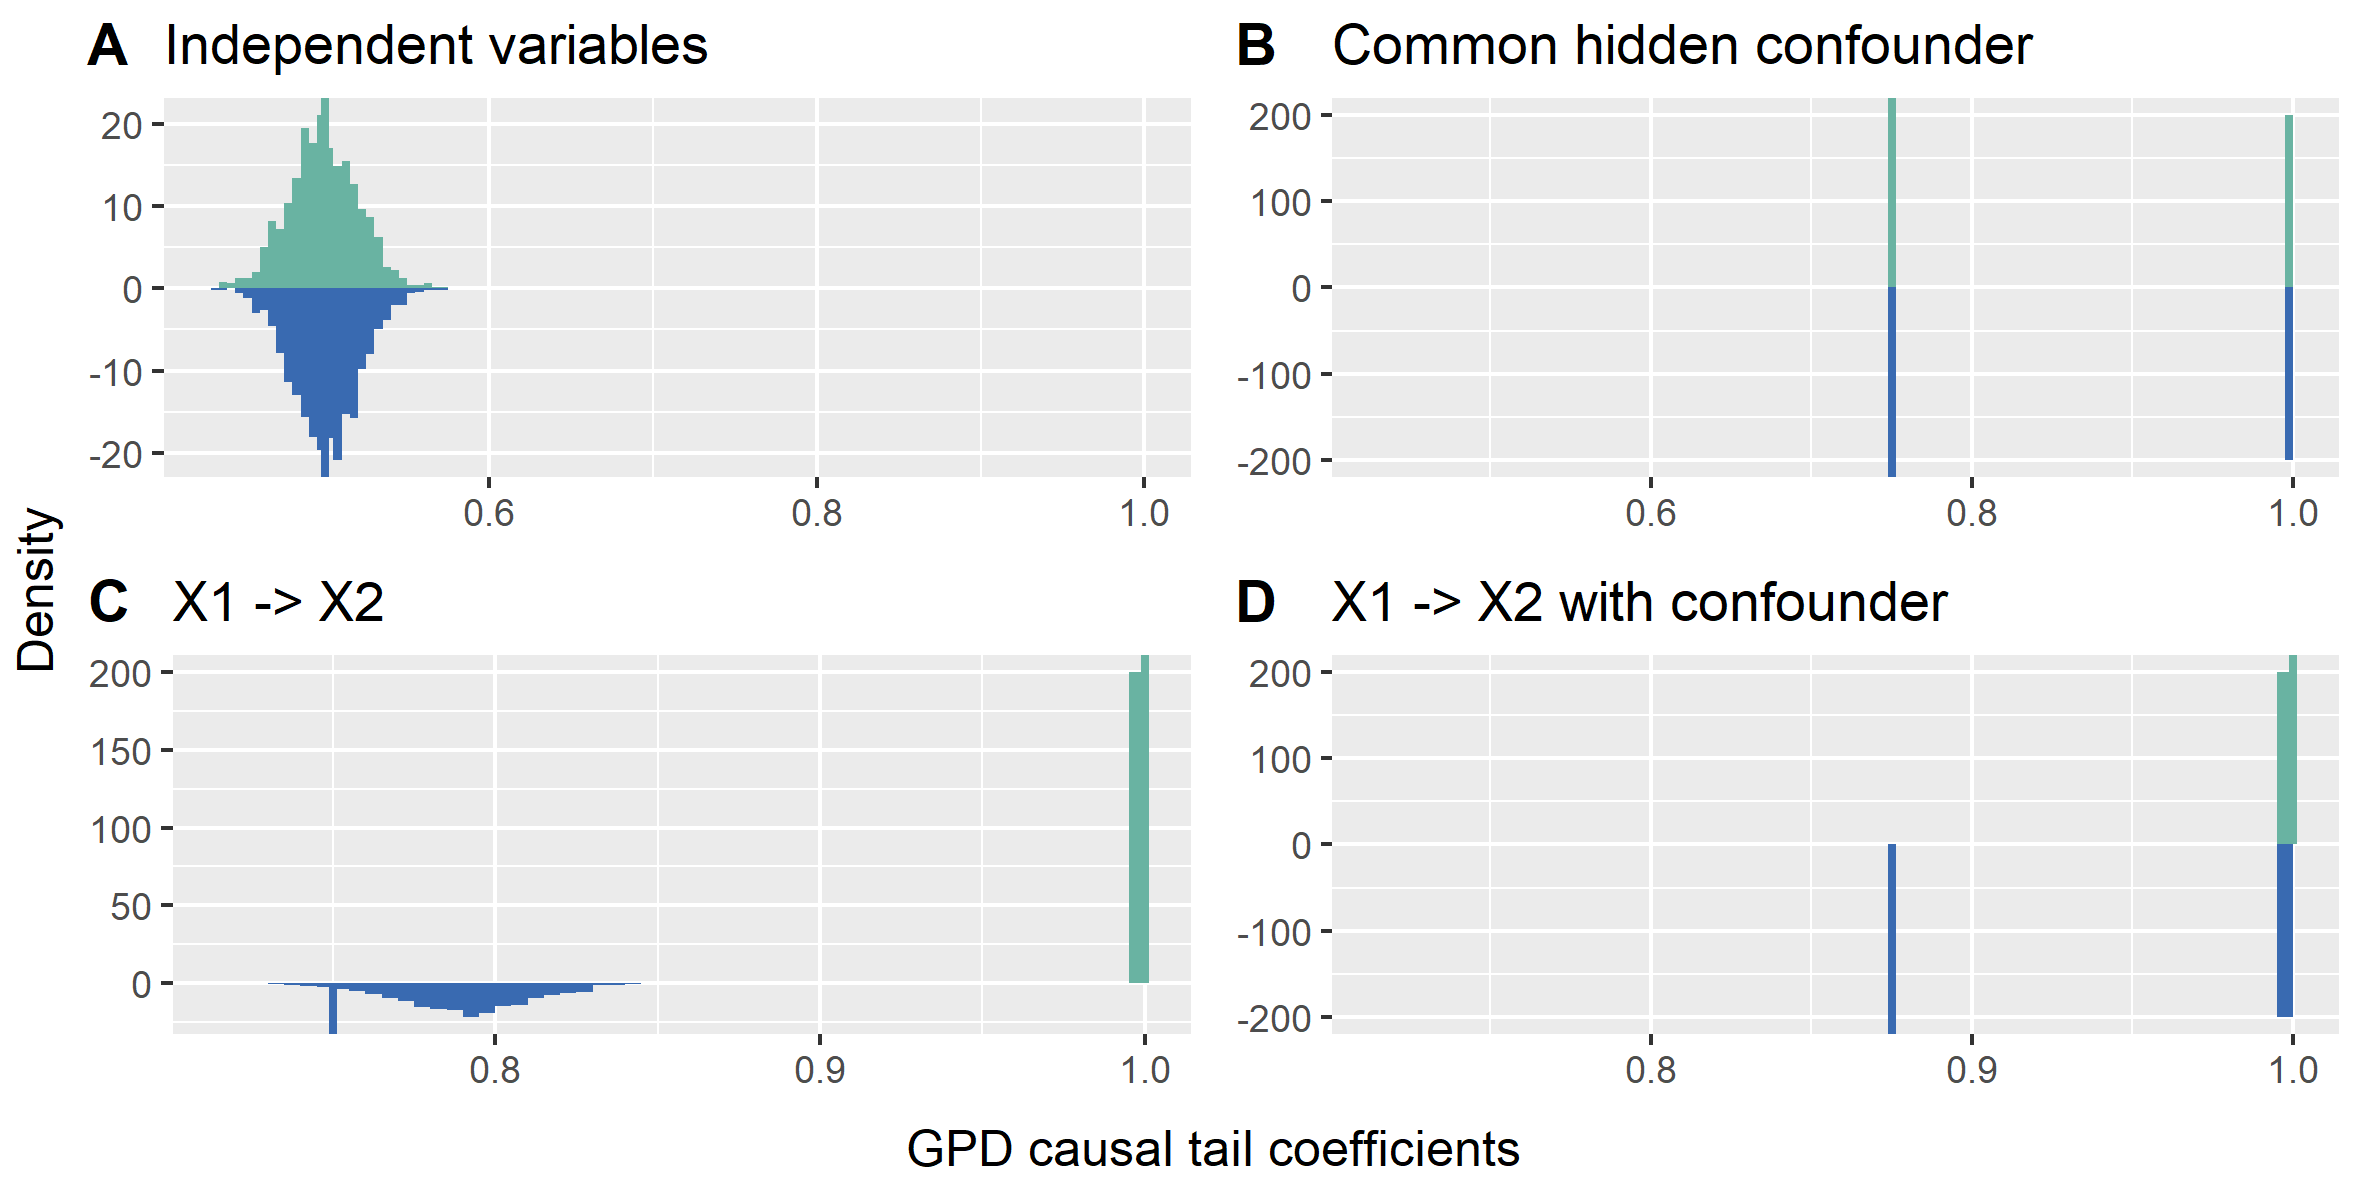 A Independent variables
20
10
0
-10
-20
0.6 0.8 1.0
B Common hidden confounder
200
100
0
-100
-200
0.6 0.8 1.0
Density
C X1 -> X2
200
150
100
50
0
0.8 0.9 1.0
D X1 -> X2 with confounder
200
100
0
-100
-200
0.8 0.9 1.0
GPD causal tail coefficients